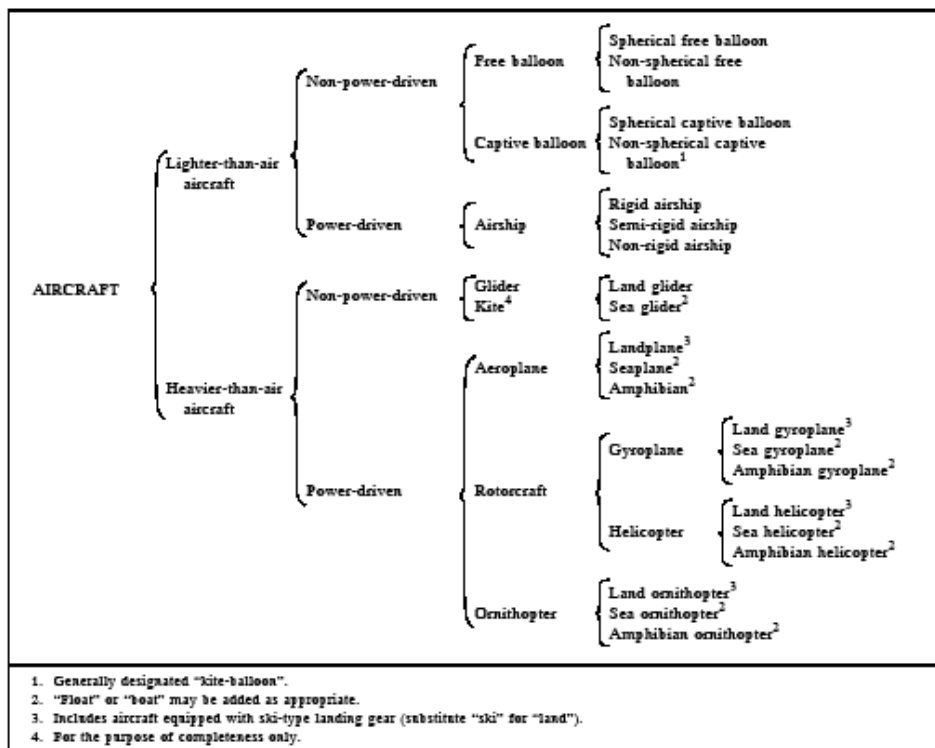 Spherical free balloon
Free balloon
Non-spherical free
balloon
Non-power-driven
Spherical captive balloon
Captive balloon
Non-spherical captive
balloon¹
Lighter-than-air
aircraft
Rigid airship
Power-driven
Airship
Semi-rigid airship
Non-rigid airship
AIRCRAFT
Non-power-driven
Glider
Land glider
Kite⁴
Sea glider²
Landplane³
Aeroplane
Seaplane²
Amphibian²
Heavier-than-air
aircraft
Land gyroplane³
Gyroplane
Sea gyroplane²
Amphibian gyroplane²
Power-driven
Rotorcraft
Land helicopter³
Helicopter
Sea helicopter²
Amphibian helicopter²
Land ornithopter³
Ornithopter
Sea ornithopter²
Amphibian ornithopter²
1. Generally designated “kite-balloon”.
2. “Float” or “boat” may be added as appropriate.
3. Includes aircraft equipped with ski-type landing gear (substitute “ski” for “land”).
4. For the purpose of completeness only.